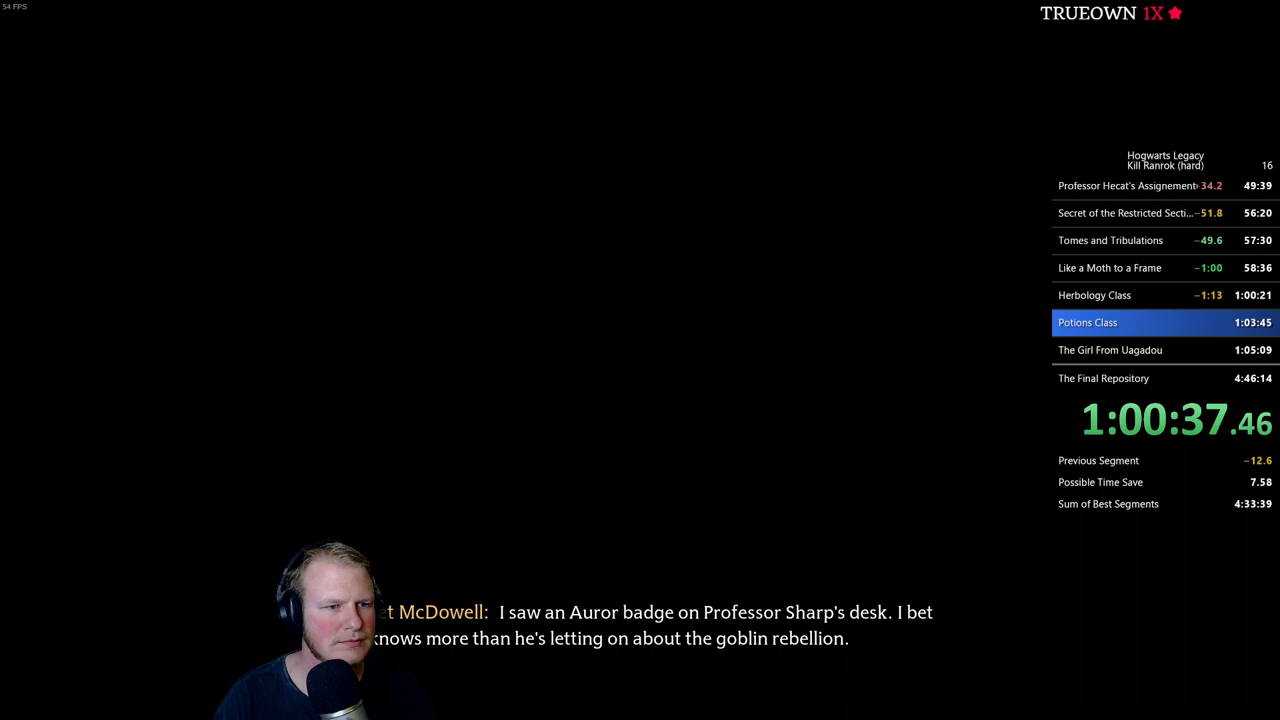 54 FPS
TRUEOWN 1X
Hogwarts Legacy
Kill Ranrok (hard) 16
Professor Hecat's Assignement +34.2 49:39
Secret of the Restricted Secti... −51.8 56:20
Tomes and Tribulations −49.6 57:30
Like a Moth to a Frame −1:00 58:36
Herbology Class −1:13 1:00:21
Potions Class 1:03:45
The Girl From Uagadou 1:05:09
The Final Repository 4:46:14
1:00:37.46
Previous Segment −12.6
Possible Time Save 7.58
Sum of Best Segments 4:33:39
et McDowell: I saw an Auror badge on Professor Sharp's desk. I bet
knows more than he's letting on about the goblin rebellion.